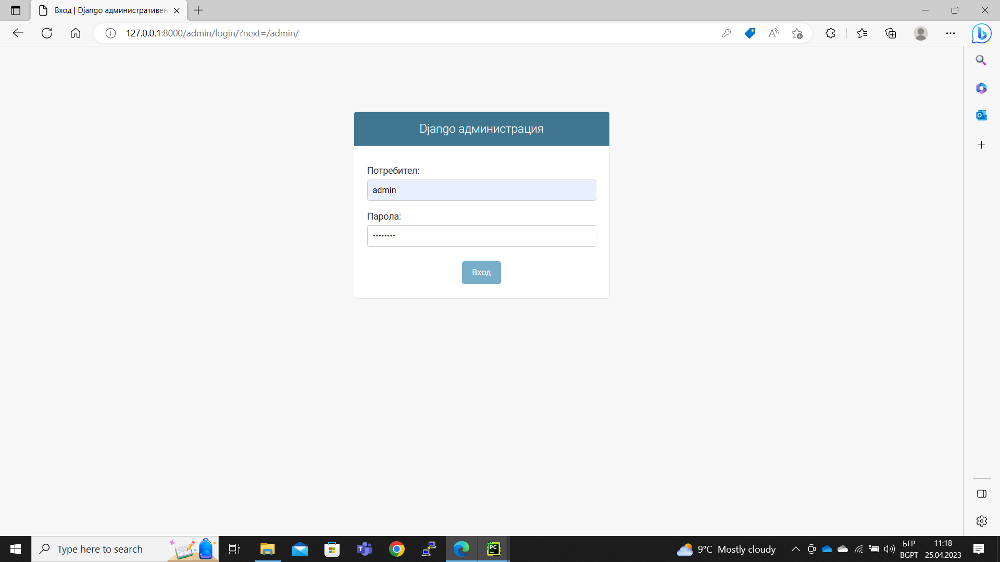 Вход | Django административен
127.0.0.1:8000/admin/login/?next=/admin/
Django администрация
Потребител:
admin
Парола:
••••••••
Вход
Type here to search
9°C Mostly cloudy
БГР
BGPT
11:18
25.04.2023